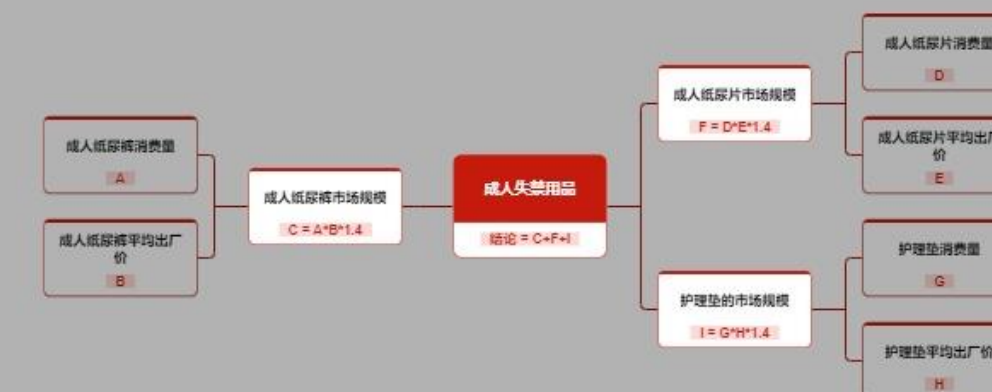 成人纸尿裤消费量
A
成人纸尿裤平均出厂
价
B
成人纸尿裤市场规模
C = A*B*1.4
成人失禁用品
结论 = C+F+I
成人纸尿片市场规模
F = D*E*1.4
护理垫的市场规模
I = G*H*1.4
成人纸尿片消费量
D
成人纸尿片平均出厂
价
E
护理垫消费量
G
护理垫平均出厂价
H